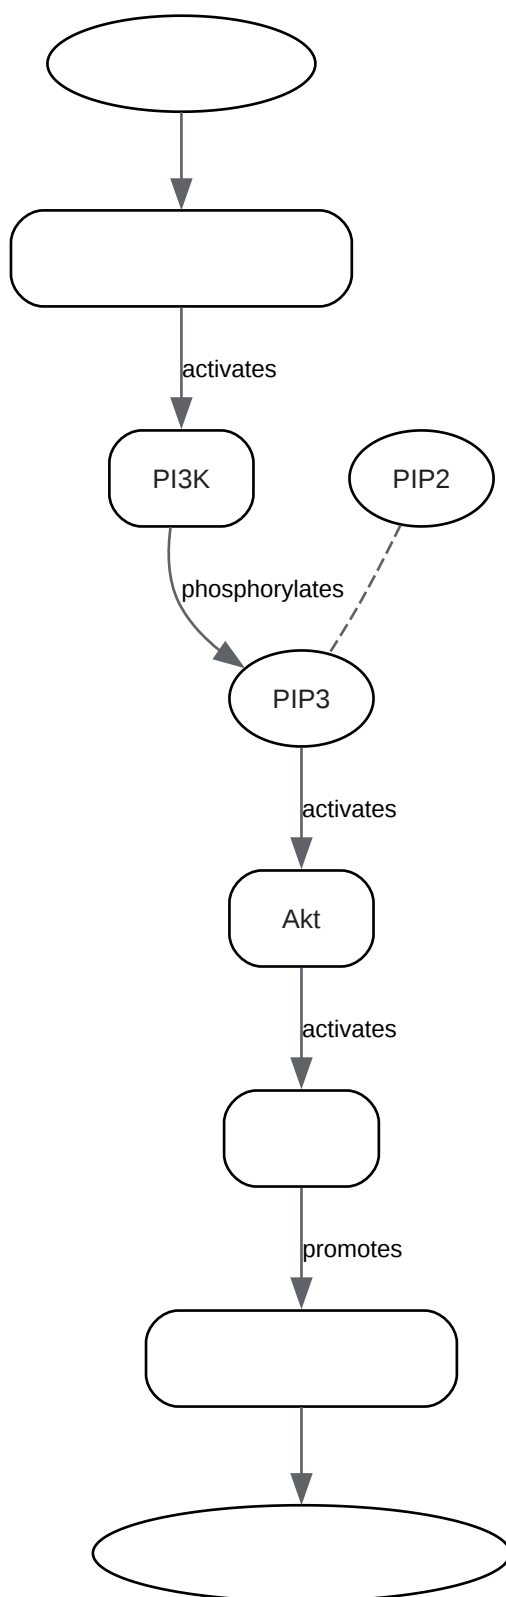 activates
PI3K
PIP2
phosphorylates
PIP3
activates
Akt
activates
promotes